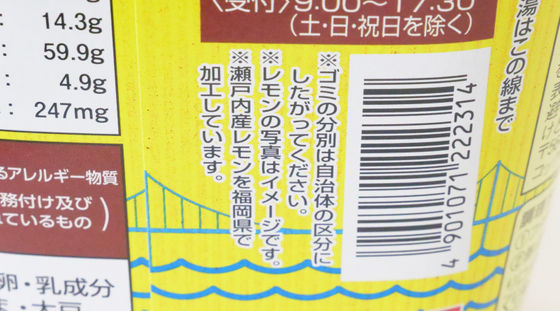 14.3g
59.9g
4.9g
247mg
るアレルギー物質
務付け及び
ているもの
卵・乳成分
大豆
〈受付〉9:00～17:30
(土・日・祝日を除く)
※ゴミの分別は自治体の区分に
したがってください。
※レモンの写真はイメージです。
※瀬戸内産レモンを福岡県で
加工しています。
4901071222314
湯はこの線まで